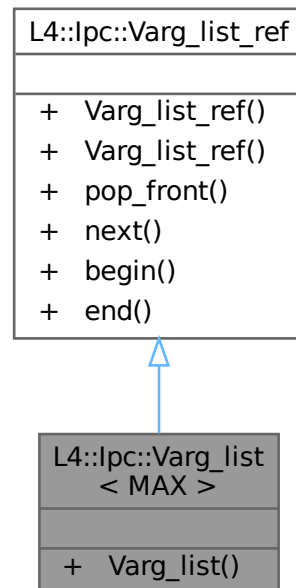 L4::Ipc::Varg_list_ref
+ Varg_list_ref()
+ Varg_list_ref()
+ pop_front()
+ next()
+ begin()
+ end()
L4::Ipc::Varg_list
< MAX >
+ Varg_list()